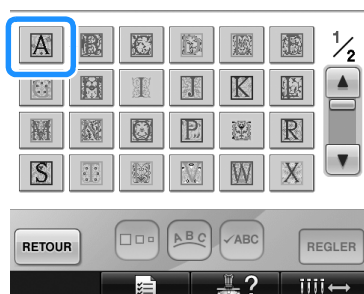 A B C D E F 1/2
G H I J K L
M N O P Q R
S T U V W X
RETOUR ABC ✓ABC REGLER
?